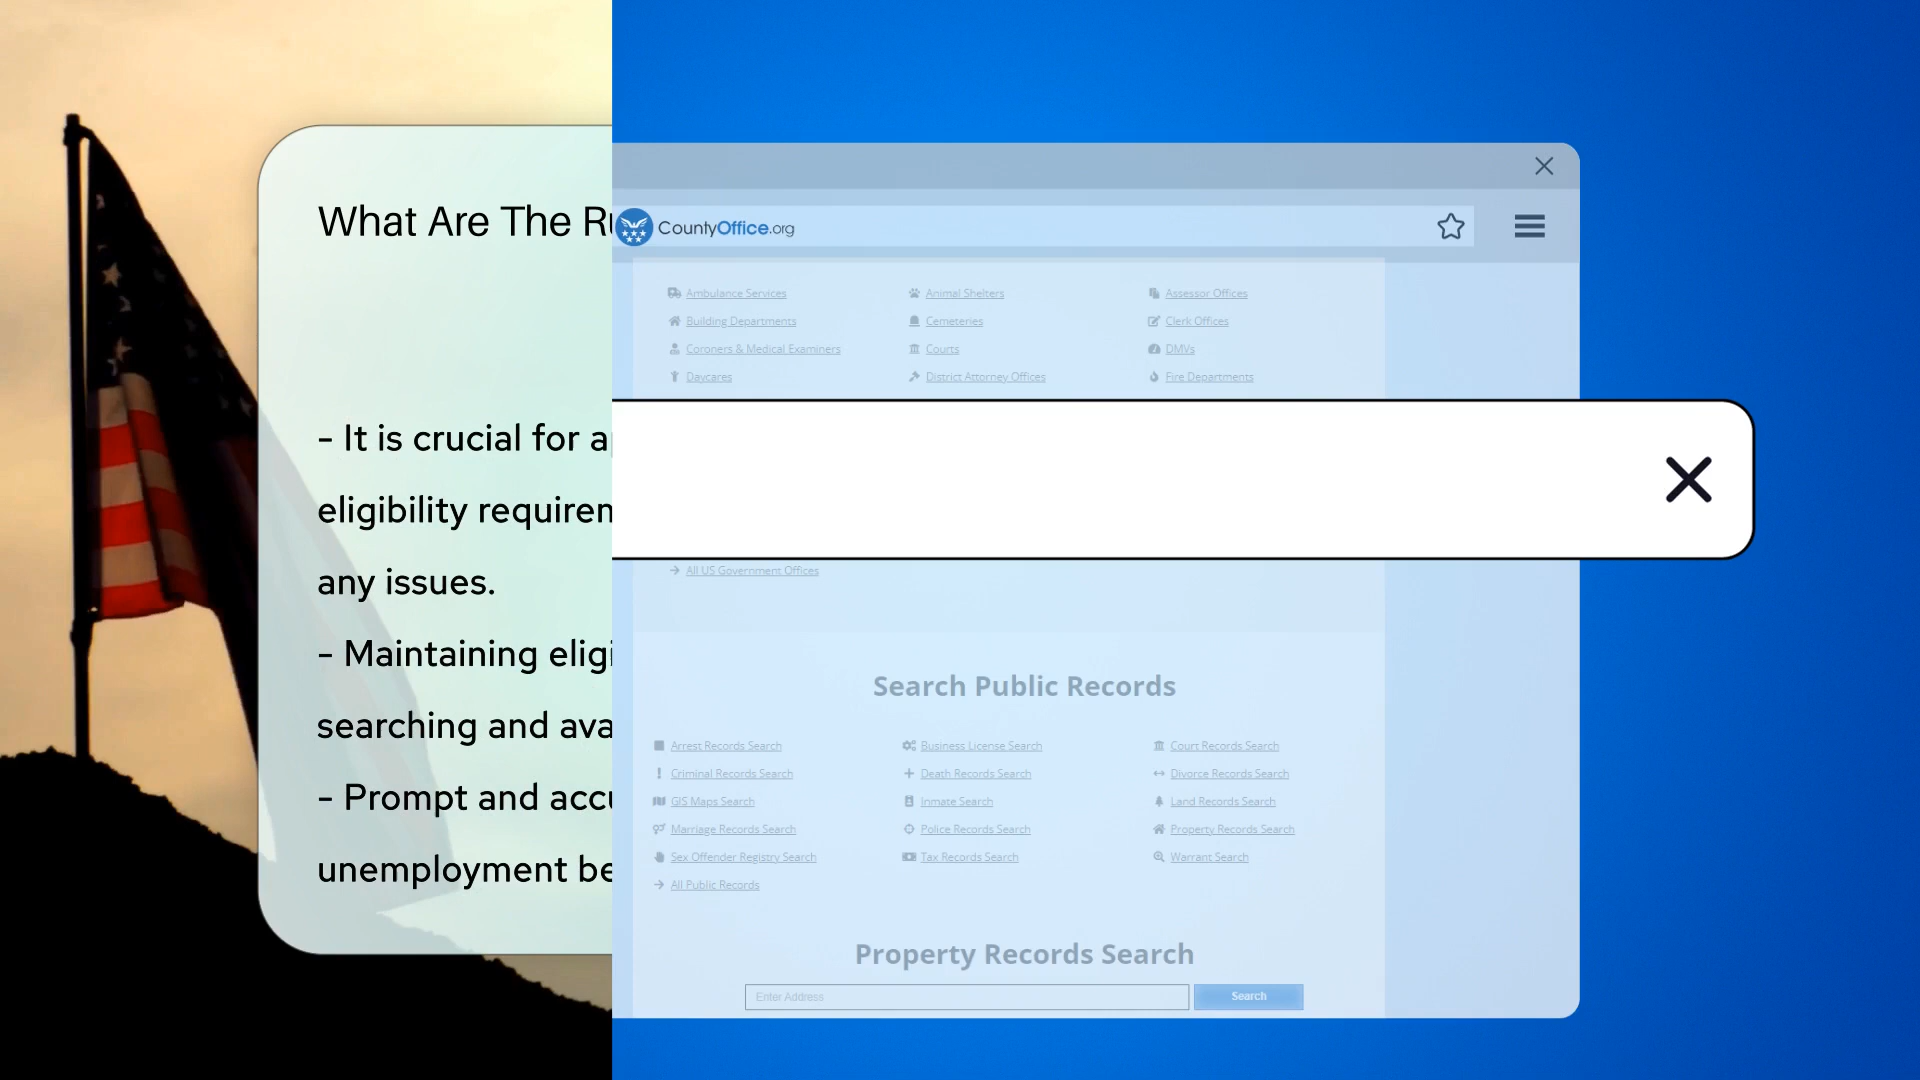 What Are The
- It is crucial for
eligibility
any issues.
- Maintaining
searching and
- Prompt and
unemployment
CountyOffice.org
Ambulance Services
Animal Shelters
Assessor Offices
Building Departments
Cemeteries
Clerk Offices
Coroners & Medical Examiners
Courts
DMVs
Daycares
District Attorney Offices
Fire Departments
All US Government Offices
Search Public Records
Arrest Records Search
Business License Search
Court Records Search
Criminal Records Search
Death Records Search
Divorce Records Search
GIS Maps Search
Inmate Search
Land Records Search
Marriage Records Search
Police Records Search
Property Records Search
Sex Offender Registry Search
Tax Records Search
Warrant Search
All Public Records
Property Records Search
Enter Address
Search